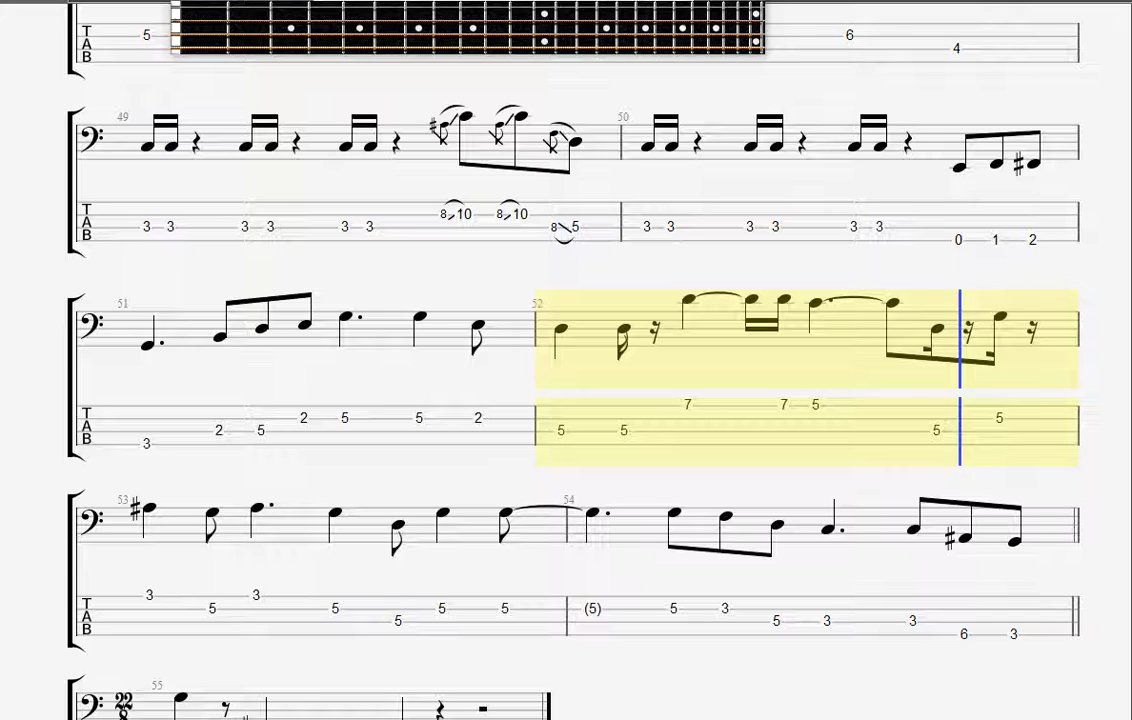 T A B 5 6 4
49 50
T A B 3 3 3 3 3 3 8 10 8 10 8 5 3 3 3 3 3 3 0 1 2
51 52
T A B 3 2 5 2 5 5 2 5 5 7 7 5 5 5
53 54
T A B 3 5 3 5 5 5 5 (5) 5 3 5 3 3 6 3
55
22
8